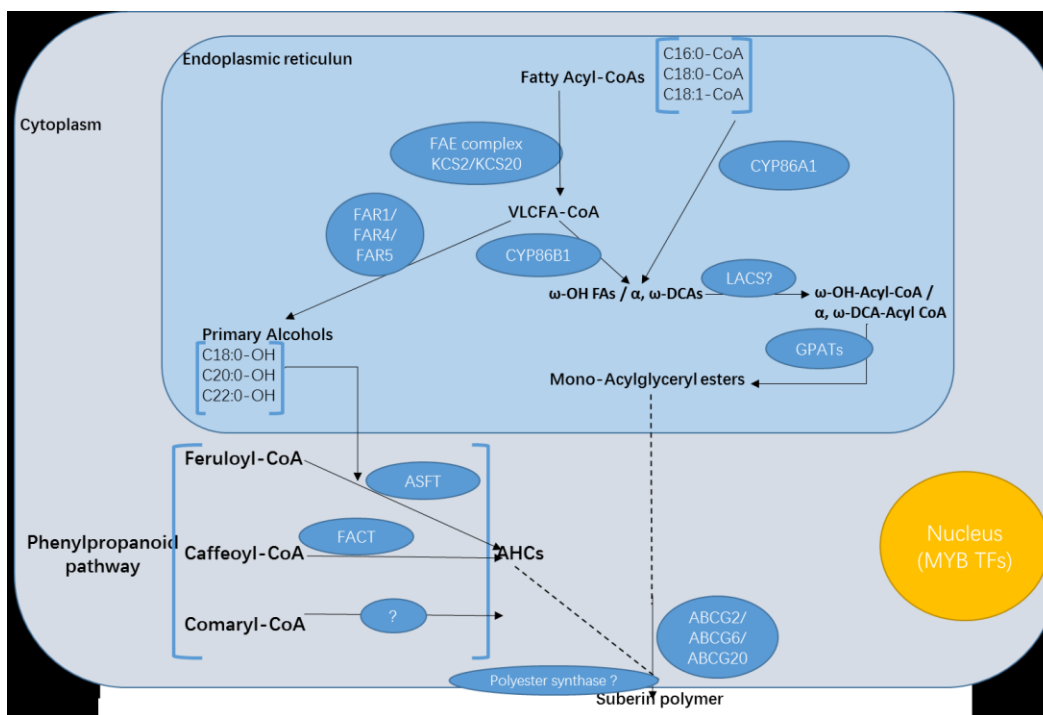 Endoplasmic reticulun
Fatty Acyl-CoAs
C16:0-CoA
C18:0-CoA
C18:1-CoA
Cytoplasm
FAE complex
KCS2/KCS20
CYP86A1
FAR1/
FAR4/
FAR5
VLCFA-CoA
CYP86B1
LACS?
ω-OH FAs / α, ω-DCAs
ω-OH-Acyl-CoA /
α, ω-DCA-Acyl CoA
Primary Alcohols
C18:0-OH
C20:0-OH
C22:0-OH
GPATs
Mono-Acylglyceryl esters
Feruloyl-CoA
ASFT
Phenylpropanoid
pathway
Caffeoyl-CoA
FACT
AHCs
Nucleus
(MYB TFs)
Comaryl-CoA
?
ABCG2/
ABCG6/
ABCG20
Polyester synthase ?
Suberin polymer